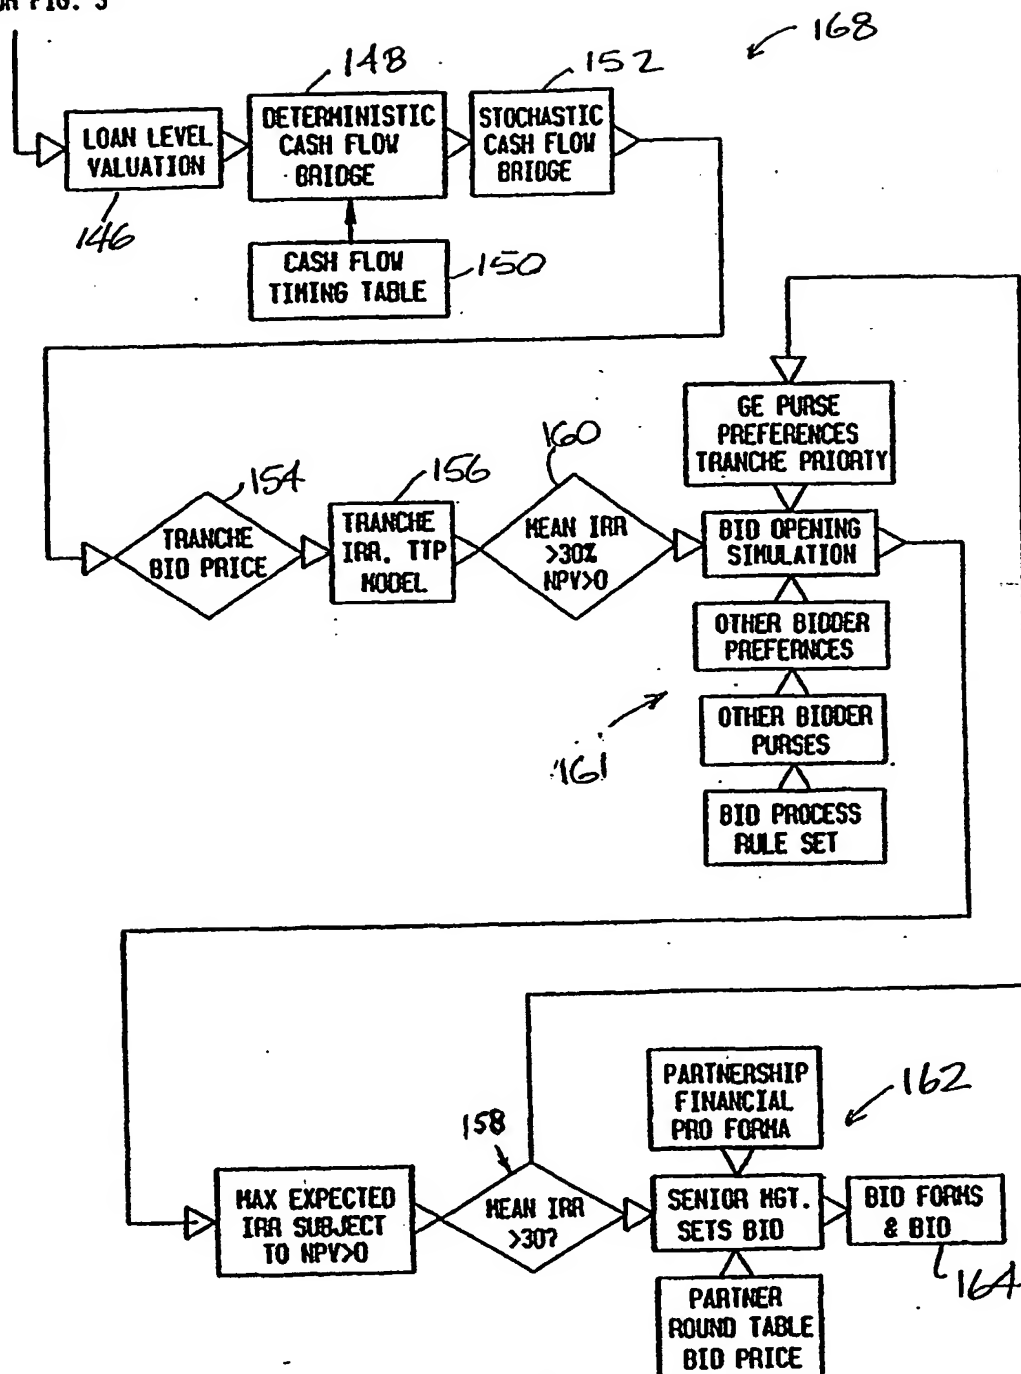 FIG. 3
168
148
152
LOAN LEVEL
VALUATION
DETERMINISTIC
CASH FLOW
BRIDGE
STOCHASTIC
CASH FLOW
BRIDGE
146
CASH FLOW
TIMING TABLE
150
GE PURSE
PREFERENCES
TRANCHE PRIORTY
154
156
160
TRANCHE
BID PRICE
TRANCHE
IRR. TTP
MODEL
MEAN IRR
>30%
NPV>0
BID OPENING
SIMULATION
OTHER BIDDER
PREFERNCES
161
OTHER BIDDER
PURSES
BID PROCESS
RULE SET
PARTNERSHIP
FINANCIAL
PRO FORMA
162
158
MAX EXPECTED
IRR SUBJECT
TO NPV>0
MEAN IRR
>30?
SENIOR MGT.
SETS BID
BID FORMS
& BID
164
PARTNER
ROUND TABLE
BID PRICE